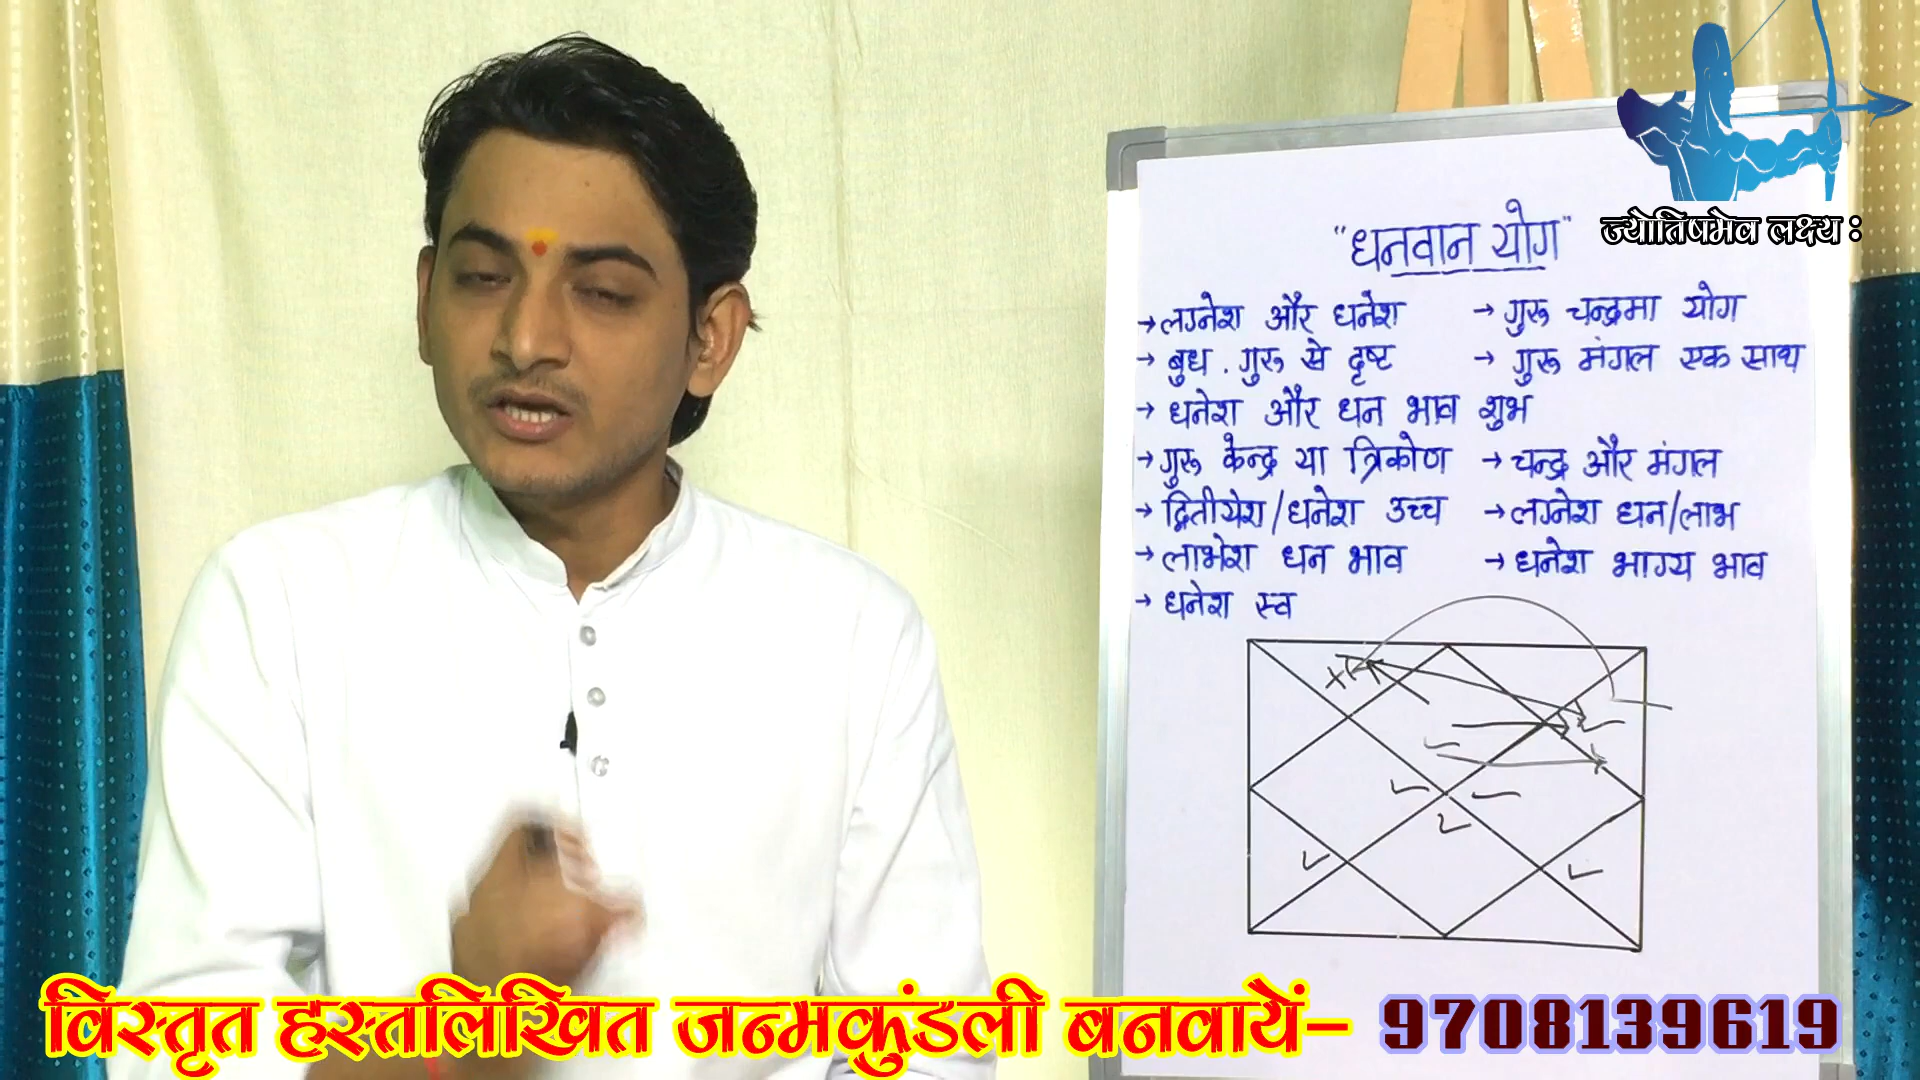 ज्योतिषमेव लक्ष्य :
"धनवान योग"
→ लग्नेश और धनेश → गुरू चन्द्रमा योग
→ बुध . गुरू से दृष्ट → गुरू मंगल एक साथ
→ धनेश और धन भाव शुभ
→ गुरू केन्द्र या त्रिकोण → चन्द्र और मंगल
→ द्वितीयेश/धनेश उच्च → लग्नेश धन/लाभ
→ लाभेश धन भाव → धनेश भाग्य भाव
→ धनेश स्व
विस्तृत हस्तलिखित जन्मकुंडली बनवायें- 9708139619